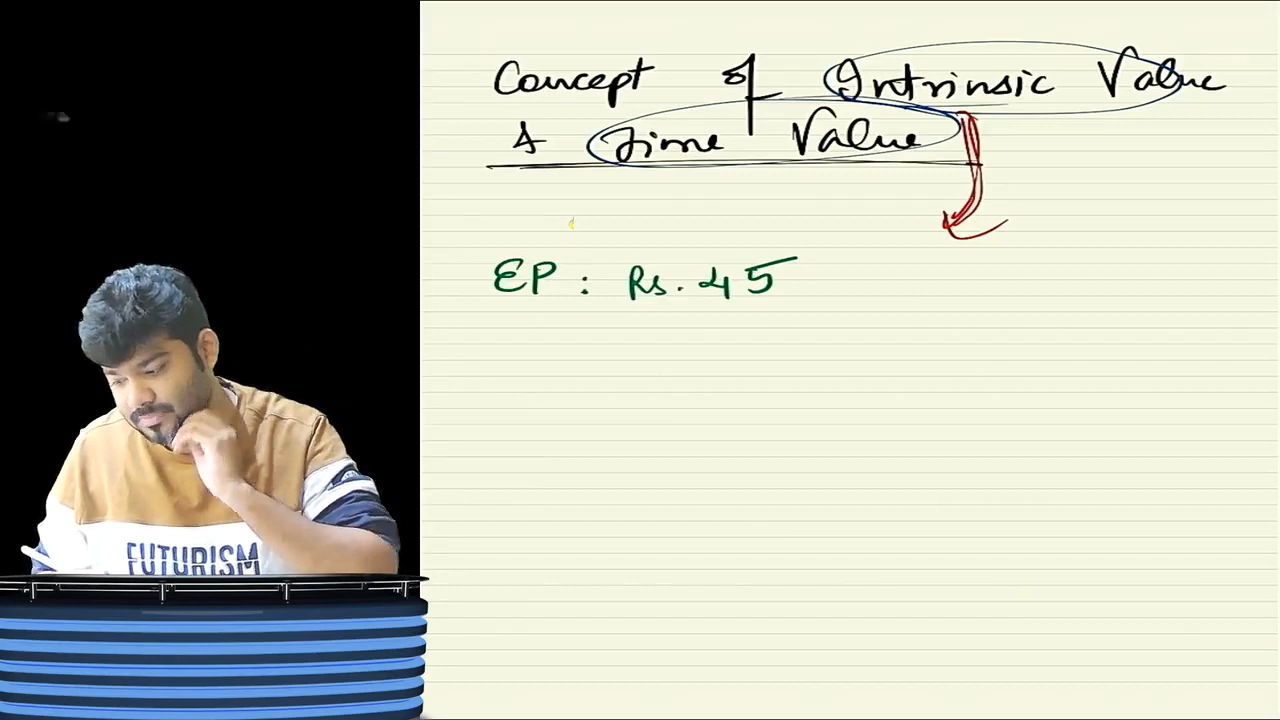 Concept of Intrinsic Value
& Time Value
EP : Rs. 45
FUTURISM